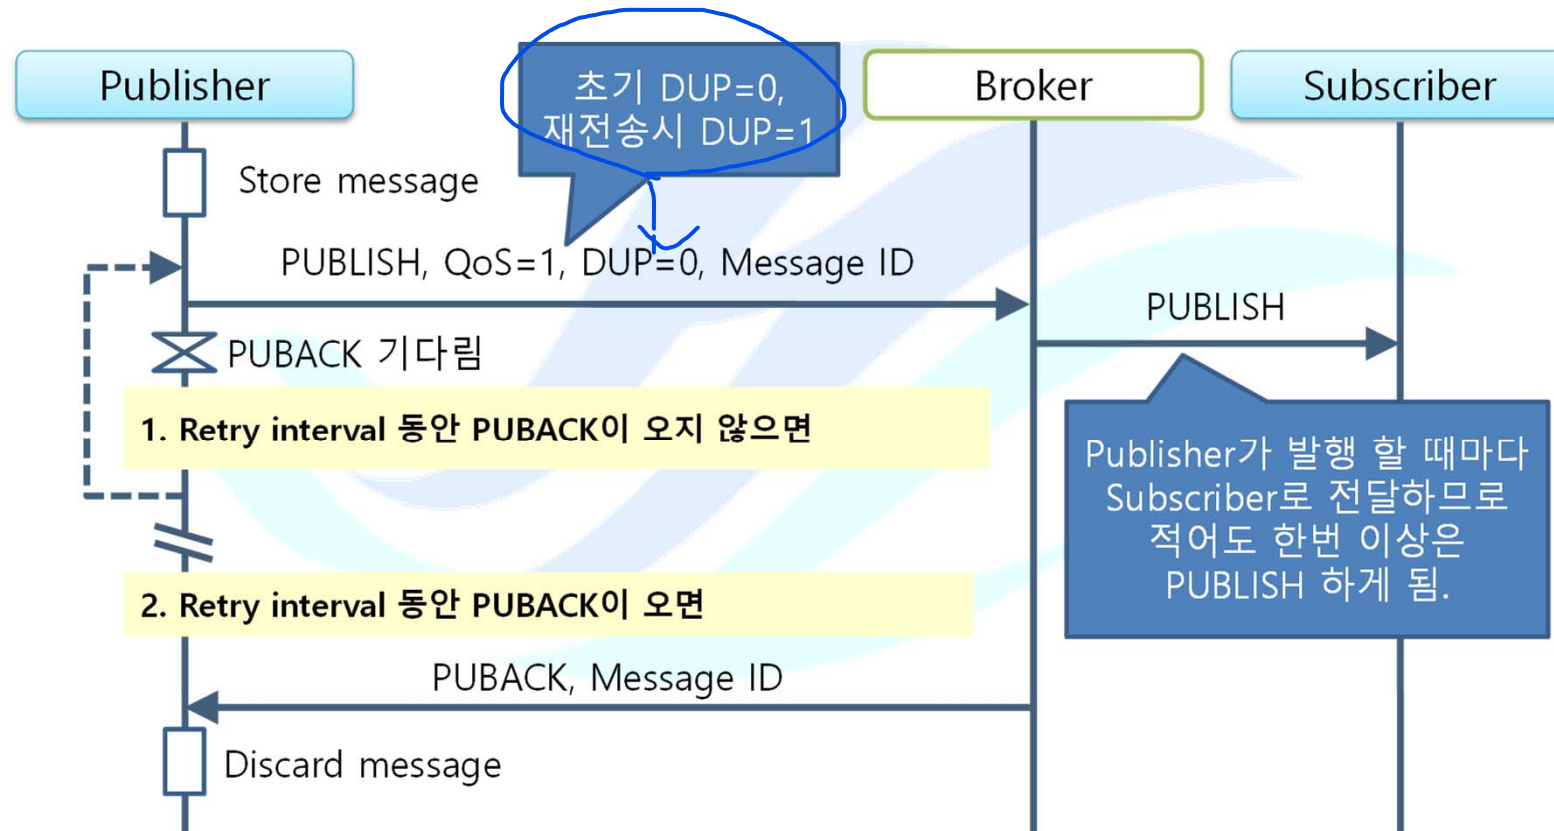 Publisher
초기 DUP=0,
재전송시 DUP=1
Broker
Subscriber
Store message
PUBLISH, QoS=1, DUP=0, Message ID
PUBLISH
PUBACK 기다림
1. Retry interval 동안 PUBACK이 오지 않으면
Publisher가 발행 할 때마다
Subscriber로 전달하므로
적어도 한번 이상은
PUBLISH 하게 됨.
2. Retry interval 동안 PUBACK이 오면
PUBACK, Message ID
Discard message